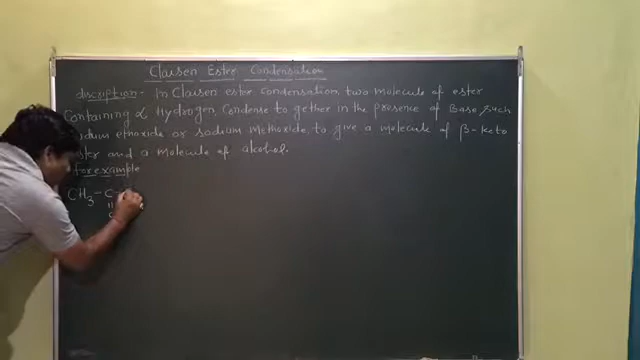 Claisen Ester Condensation
discription - In Claisen ester Condensation, two molecule of ester
Containing α Hydrogen, Condense to gether in the presence of Base, Such
sodium ethoxide or Sodium Methoxide, to give a molecule of β-keto
ester and a molecule of alcohol.
for example
CH3-C-
||